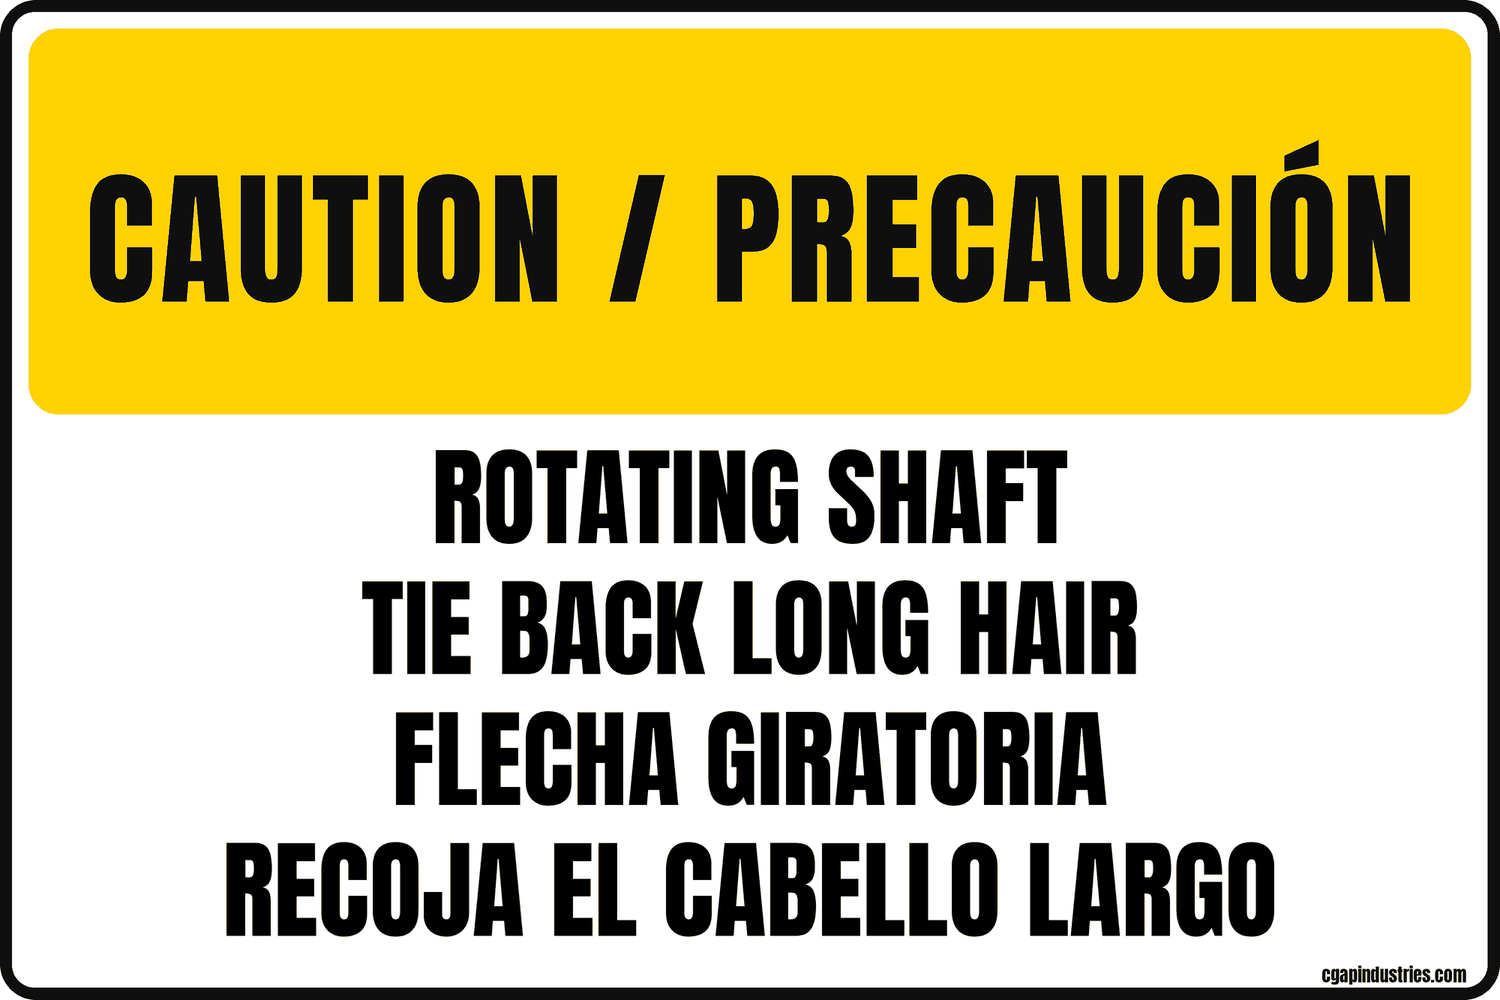 CAUTION / PRECAUCIÓN
ROTATING SHAFT
TIE BACK LONG HAIR
FLECHA GIRATORIA
RECOJA EL CABELLO LARGO
cgapindustries.com